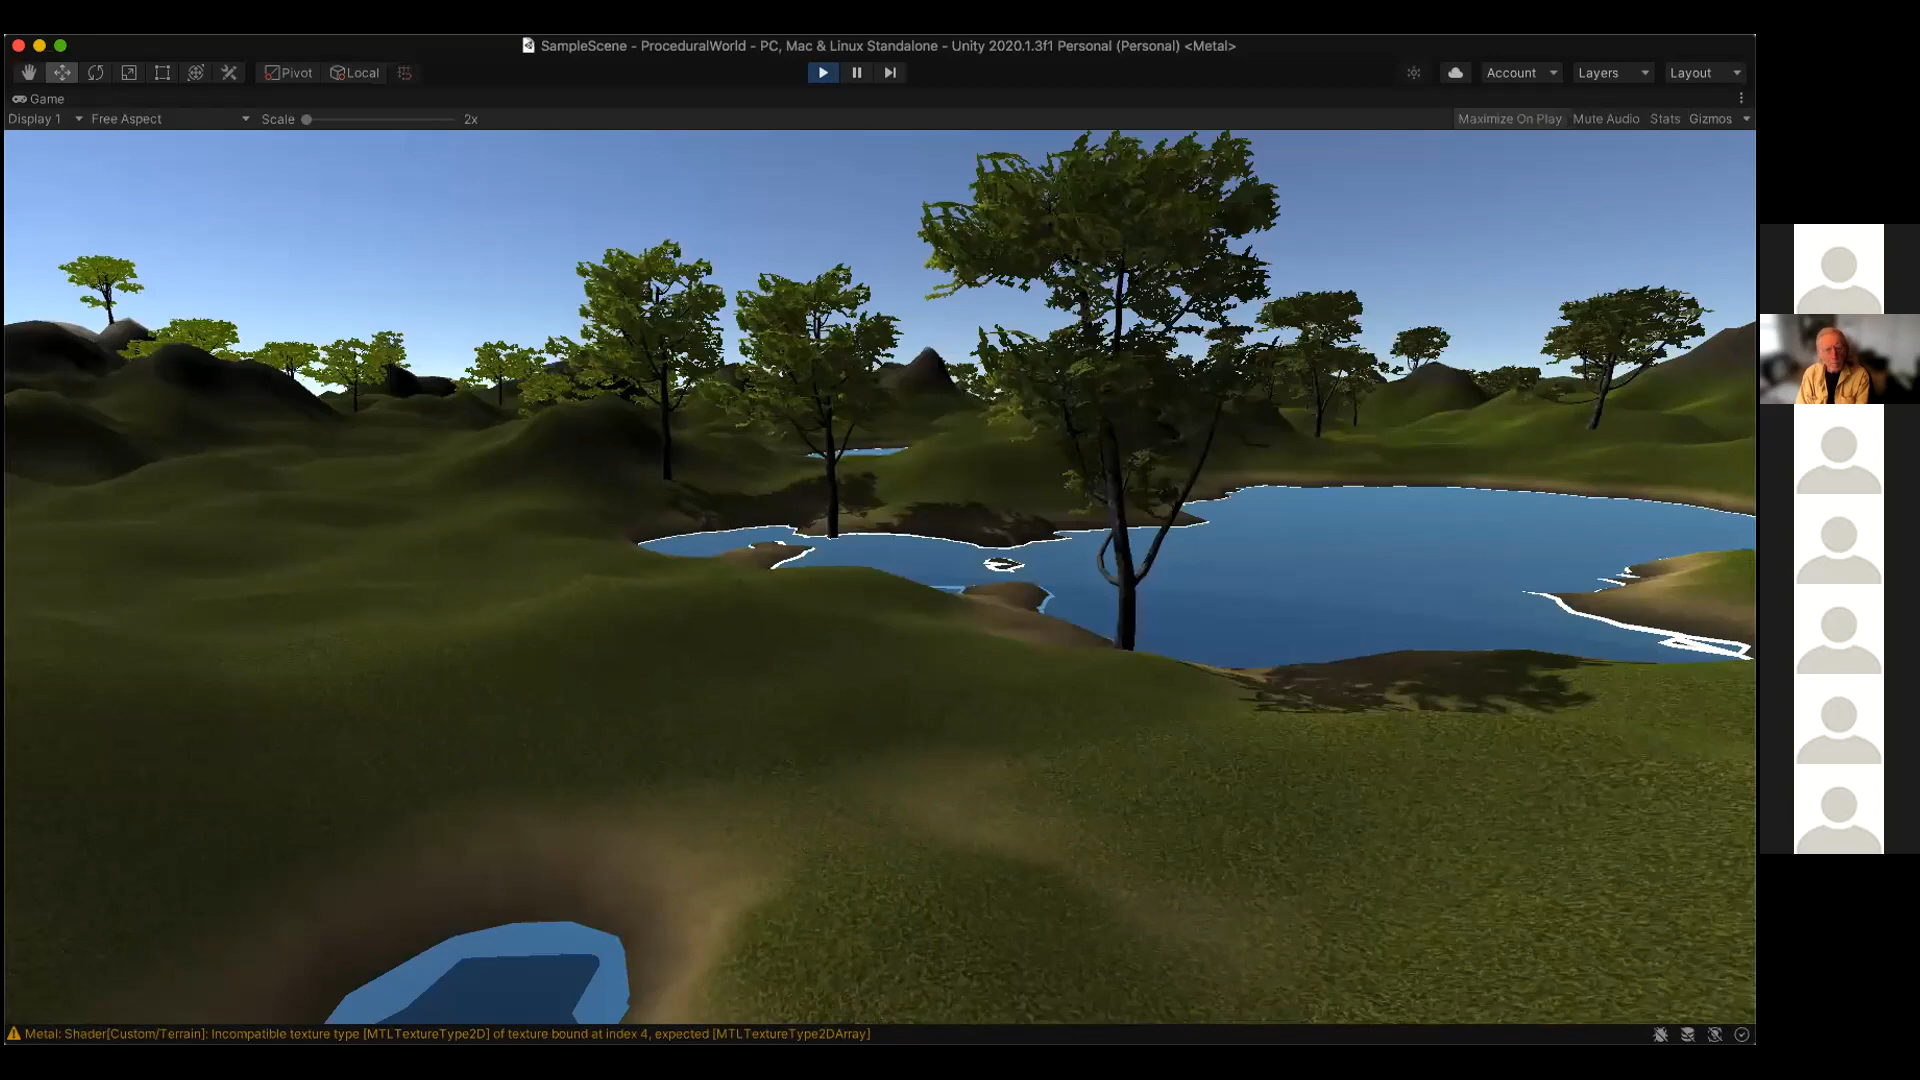 SampleScene - ProceduralWorld - PC, Mac & Linux Standalone - Unity 2020.1.3f1 Personal (Personal) <Metal>
Pivot Local Account Layers Layout
Game
Display 1 Free Aspect Scale 2x Maximize On Play Mute Audio Stats Gizmos
Metal: Shader[Custom/Terrain]: Incompatible texture type [MTLTextureType2D] of texture bound at index 4, expected [MTLTextureType2DArray]